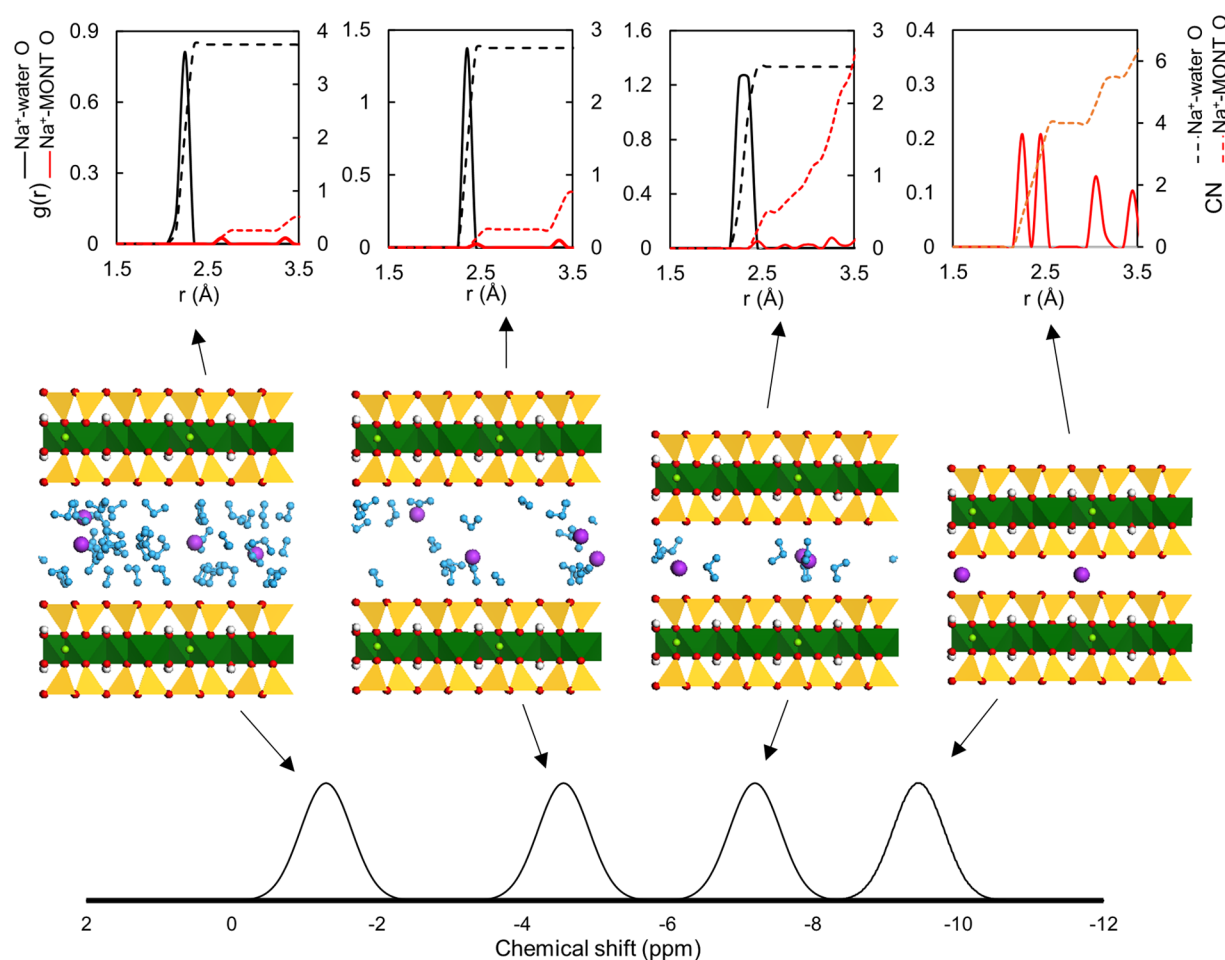 g(r)
—Na⁺-water O
—Na⁺-MONT O
0.9
0.6
0.3
0
4
3
2
1
0
1.5 2.5 3.5
r (Å)
1.5
1
0.5
0
3
2
1
0
1.5 2.5 3.5
r (Å)
1.6
1.2
0.8
0.4
0
3
2
1
0
1.5 2.5 3.5
r (Å)
0.4
0.3
0.2
0.1
0
6
4
2
0
1.5 2.5 3.5
r (Å)
CN
--Na⁺-water O
--Na⁺-MONT O
2 0 -2 -4 -6 -8 -10 -12
Chemical shift (ppm)